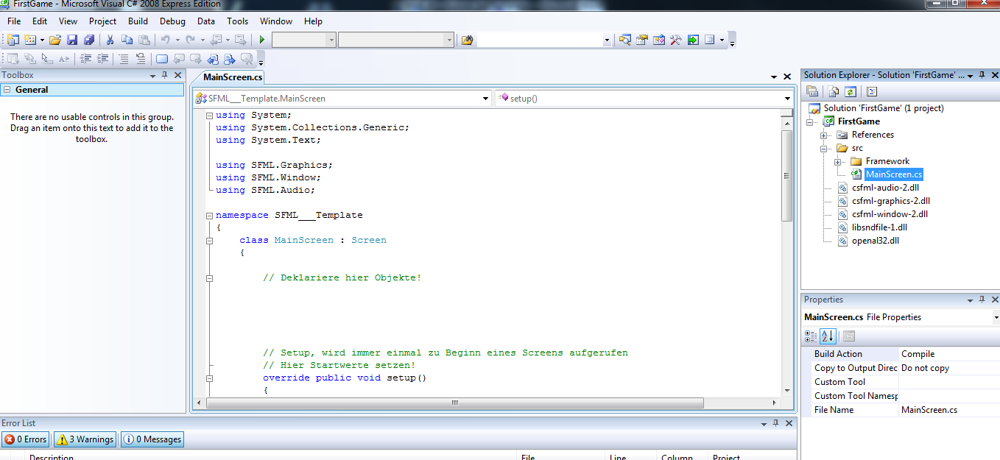 FirstGame - Microsoft Visual C# 2008 Express Edition
File Edit View Project Build Debug Data Tools Window Help
Toolbox
General
There are no usable controls in this group.
Drag an item onto this text to add it to the
toolbox.
MainScreen.cs
SFML___Template.MainScreen
setup()
using System;
using System.Collections.Generic;
using System.Text;
using SFML.Graphics;
using SFML.Window;
using SFML.Audio;
namespace SFML___Template
{
class MainScreen : Screen
{
// Deklariere hier Objekte!
// Setup, wird immer einmal zu Beginn eines Screens aufgerufen
// Hier Startwerte setzen!
override public void setup()
{
Solution Explorer - Solution 'FirstGame' ...
Solution 'FirstGame' (1 project)
FirstGame
References
src
Framework
MainScreen.cs
csfml-audio-2.dll
csfml-graphics-2.dll
csfml-window-2.dll
libsndfile-1.dll
openal32.dll
Properties
MainScreen.cs File Properties
Build Action Compile
Copy to Output Direc Do not copy
Custom Tool
Custom Tool Namesp
File Name MainScreen.cs
Error List
0 Errors 3 Warnings 0 Messages
Description File Line Column Project